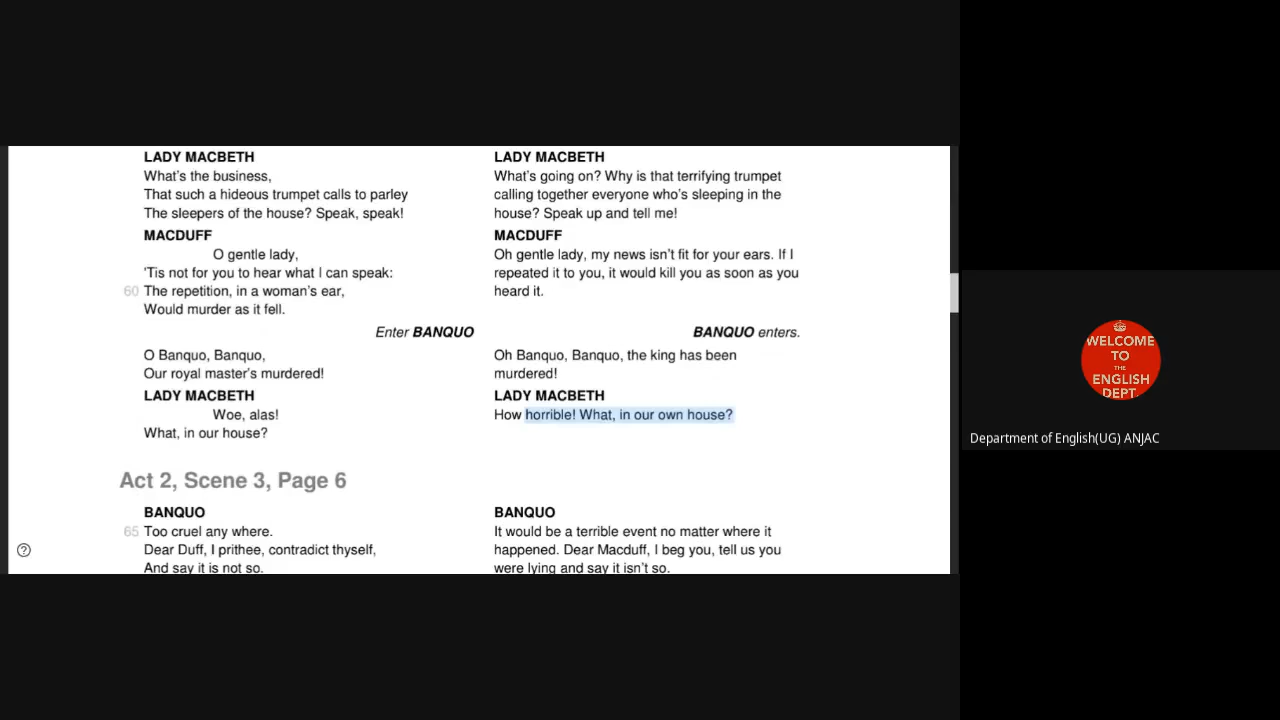 LADY MACBETH
What's the business,
That such a hideous trumpet calls to parley
The sleepers of the house? Speak, speak!
MACDUFF
O gentle lady,
'Tis not for you to hear what I can speak:
60 The repetition, in a woman's ear,
Would murder as it fell.
Enter BANQUO
O Banquo, Banquo,
Our royal master's murdered!
LADY MACBETH
Woe, alas!
What, in our house?
LADY MACBETH
What's going on? Why is that terrifying trumpet
calling together everyone who's sleeping in the
house? Speak up and tell me!
MACDUFF
Oh gentle lady, my news isn't fit for your ears. If I
repeated it to you, it would kill you as soon as you
heard it.
BANQUO enters.
Oh Banquo, Banquo, the king has been
murdered!
LADY MACBETH
How horrible! What, in our own house?
Act 2, Scene 3, Page 6
BANQUO
65 Too cruel any where.
Dear Duff, I prithee, contradict thyself,
And say it is not so.
BANQUO
It would be a terrible event no matter where it
happened. Dear Macduff, I beg you, tell us you
were lying and say it isn't so.
WELCOME
TO
THE
ENGLISH
DEPT.
Department of English(UG) ANJAC